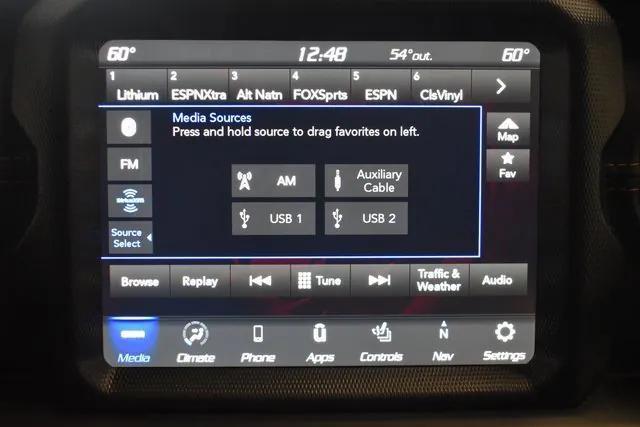 60° 12:48 54°out. 60°
1 2 3 4 5 6
Lithium ESPNXtra Alt Natn FOXSprts ESPN ClsVinyl
Media Sources
Press and hold source to drag favorites on left.
Map
FM
Fav
AM
Auxiliary
Cable
SiriusXM
USB 1 USB 2
Source
Select
Browse Replay Tune Traffic &
Weather Audio
N
Media Climate Phone Apps Controls Nav Settings